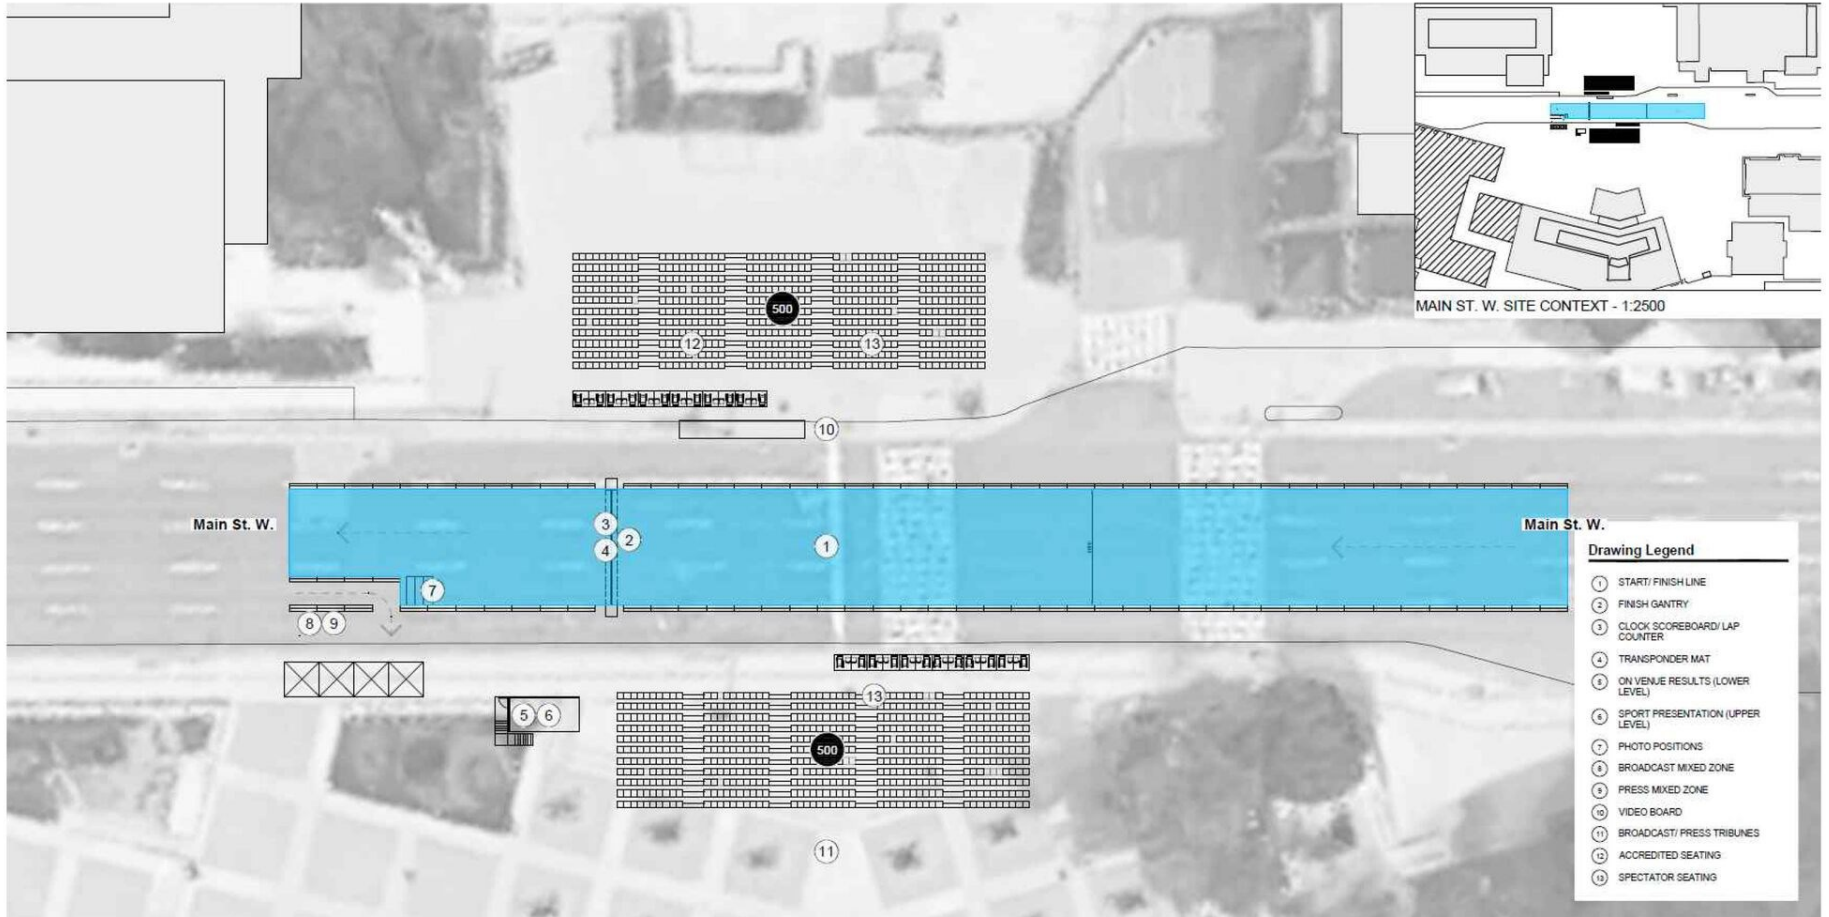 MAIN ST. W. SITE CONTEXT - 1:2500
500
12
13
10
Main St. W.
3
2
4
1
Main St. W.
7
8 9
13
5 6
500
11
Drawing Legend
1 START/ FINISH LINE
2 FINISH GANTRY
3 CLOCK SCOREBOARD/ LAP
COUNTER
4 TRANSPONDER MAT
5 ON VENUE RESULTS (LOWER
LEVEL)
6 SPORT PRESENTATION (UPPER
LEVEL)
7 PHOTO POSITIONS
8 BROADCAST MIXED ZONE
9 PRESS MIXED ZONE
10 VIDEO BOARD
11 BROADCAST/ PRESS TRIBUNES
12 ACCREDITED SEATING
13 SPECTATOR SEATING